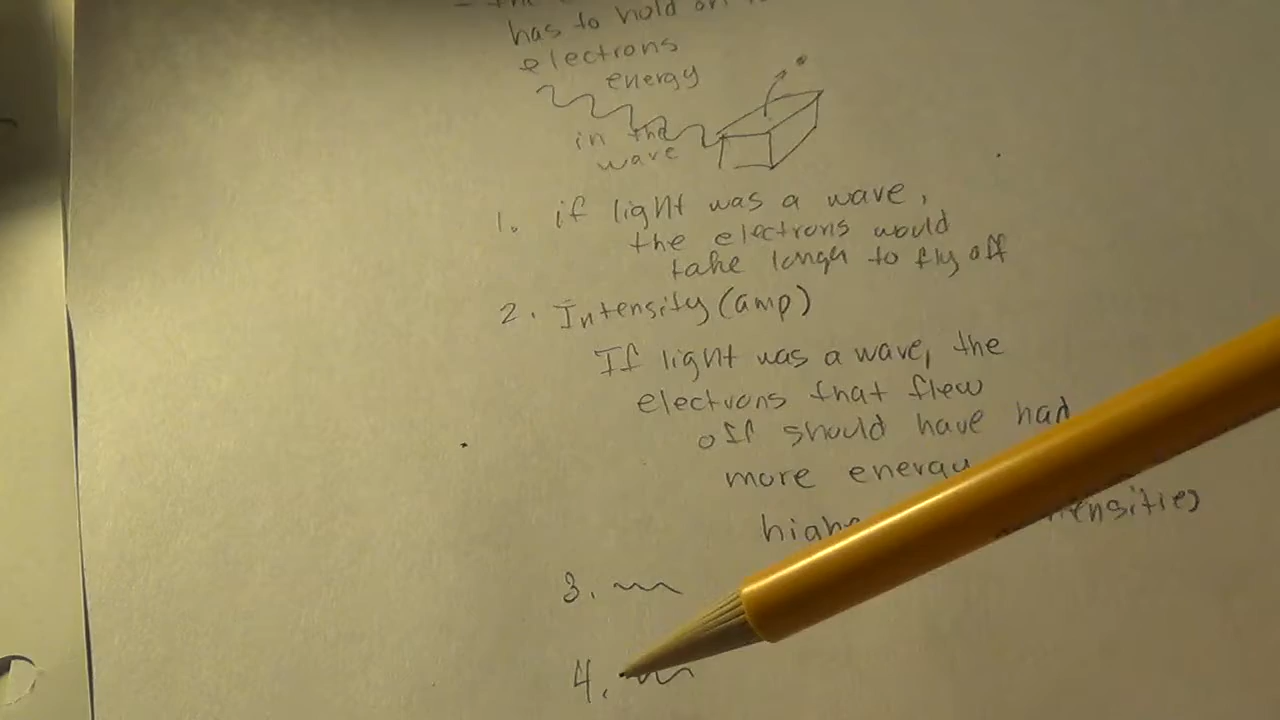 has to hold on
electrons
energy
in the
wave
1. if light was a wave,
the electrons would
take longer to fly off
2. Intensity (amp)
If light was a wave, the
electrons that flew
off should have had
more energy
3.
4.